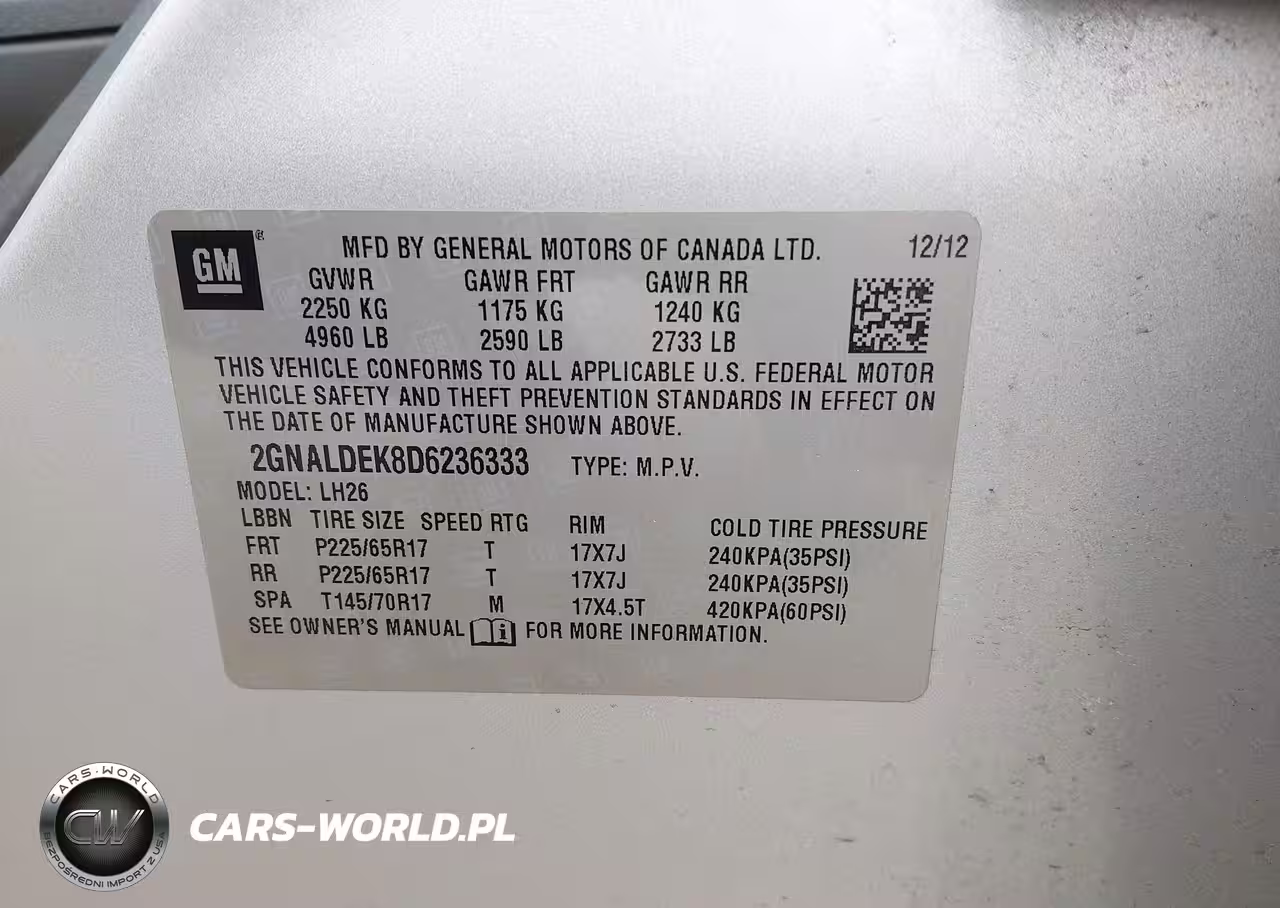 GM
MFD BY GENERAL MOTORS OF CANADA LTD. 12/12
GVWR GAWR FRT GAWR RR
2250 KG 1175 KG 1240 KG
4960 LB 2590 LB 2733 LB
THIS VEHICLE CONFORMS TO ALL APPLICABLE U.S. FEDERAL MOTOR
VEHICLE SAFETY AND THEFT PREVENTION STANDARDS IN EFFECT ON
THE DATE OF MANUFACTURE SHOWN ABOVE.
2GNALDEK8D6236333 TYPE: M.P.V.
MODEL: LH26
LBBN TIRE SIZE SPEED RTG RIM COLD TIRE PRESSURE
FRT P225/65R17 T 17X7J 240KPA(35PSI)
RR P225/65R17 T 17X7J 240KPA(35PSI)
SPA T145/70R17 M 17X4.5T 420KPA(60PSI)
SEE OWNER'S MANUAL i FOR MORE INFORMATION.
CARS-WORLD
CW
BEZPOŚREDNI IMPORT Z USA
CARS-WORLD.PL